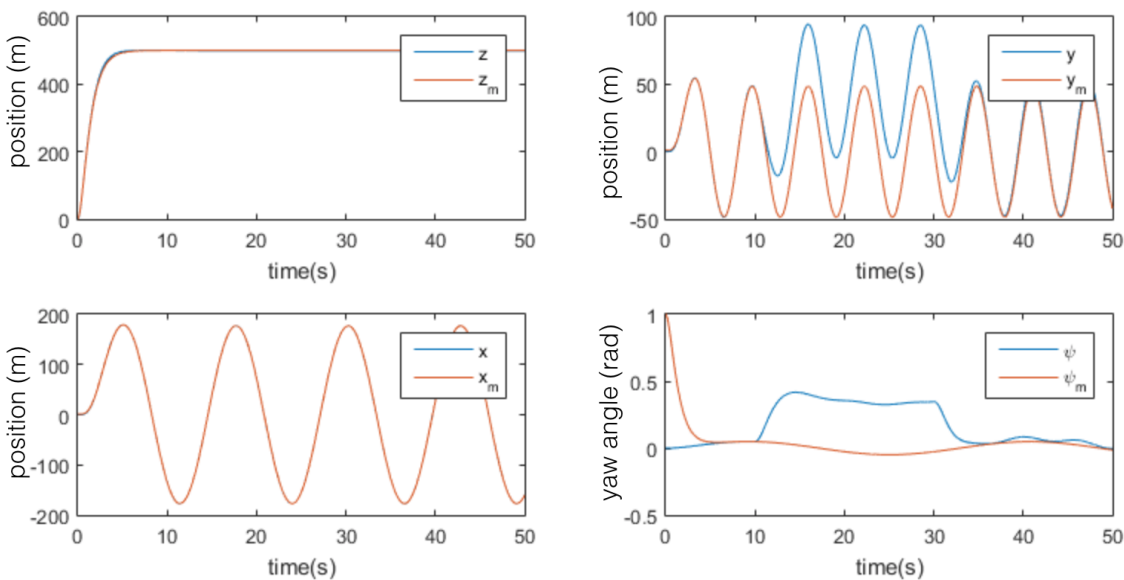 position (m)
600
400
200
0
z
z_m
0 10 20 30 40 50
time(s)
position (m)
100
50
0
-50
y
y_m
0 10 20 30 40 50
time(s)
position (m)
200
100
0
-100
-200
x
x_m
0 10 20 30 40 50
time(s)
yaw angle (rad)
1
0.5
0
-0.5
ψ
ψ_m
0 10 20 30 40 50
time(s)